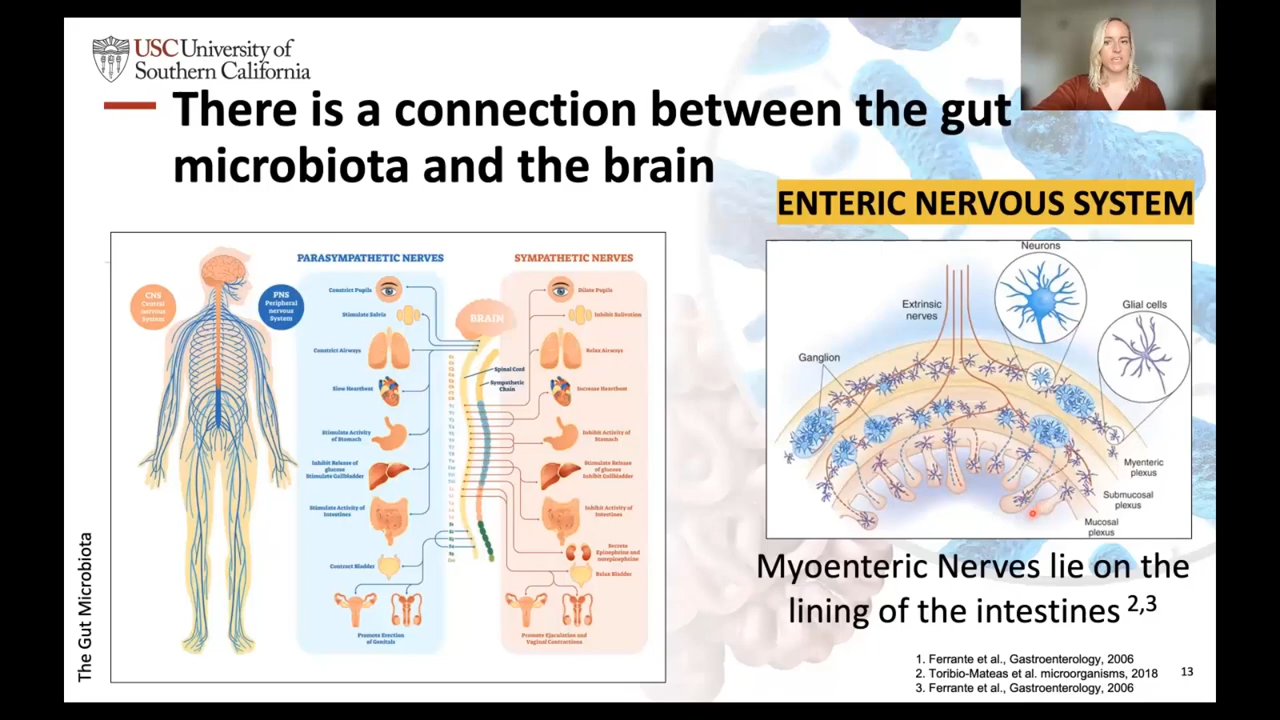 USC University of
Southern California
There is a connection between the gut
microbiota and the brain
ENTERIC NERVOUS SYSTEM
CNS
Central
nervous
System
PNS
Peripheral
nervous
System
PARASYMPATHETIC NERVES
Constrict Pupils
Stimulate Saliva
Constrict Airways
Slow Heartbeat
Stimulate Activity
of Stomach
Inhibit Release of
glucose
Stimulate Gallbladder
Stimulate Activity of
Intestines
Contract Bladder
Promote Erection
of Genitals
BRAIN
Spinal Cord
Sympathetic
Chain
SYMPATHETIC NERVES
Dilate Pupils
Inhibit Salivation
Relax Airways
Increase Heartbeat
Inhibit Activity of
Stomach
Stimulate Release
of glucose
Inhibit Gallbladder
Inhibit Activity of
Intestines
Secrete
Epinephrine and
norepinephrine
Relax Bladder
Promote Ejaculation and
Vaginal Contractions
Neurons
Extrinsic
nerves
Glial cells
Ganglion
Myenteric
plexus
Submucosal
plexus
Mucosal
plexus
Myoenteric Nerves lie on the
lining of the intestines 2,3
The Gut Microbiota
1. Ferrante et al., Gastroenterology, 2006
2. Toribio-Mateas et al. microorganisms, 2018
3. Ferrante et al., Gastroenterology, 2006
13